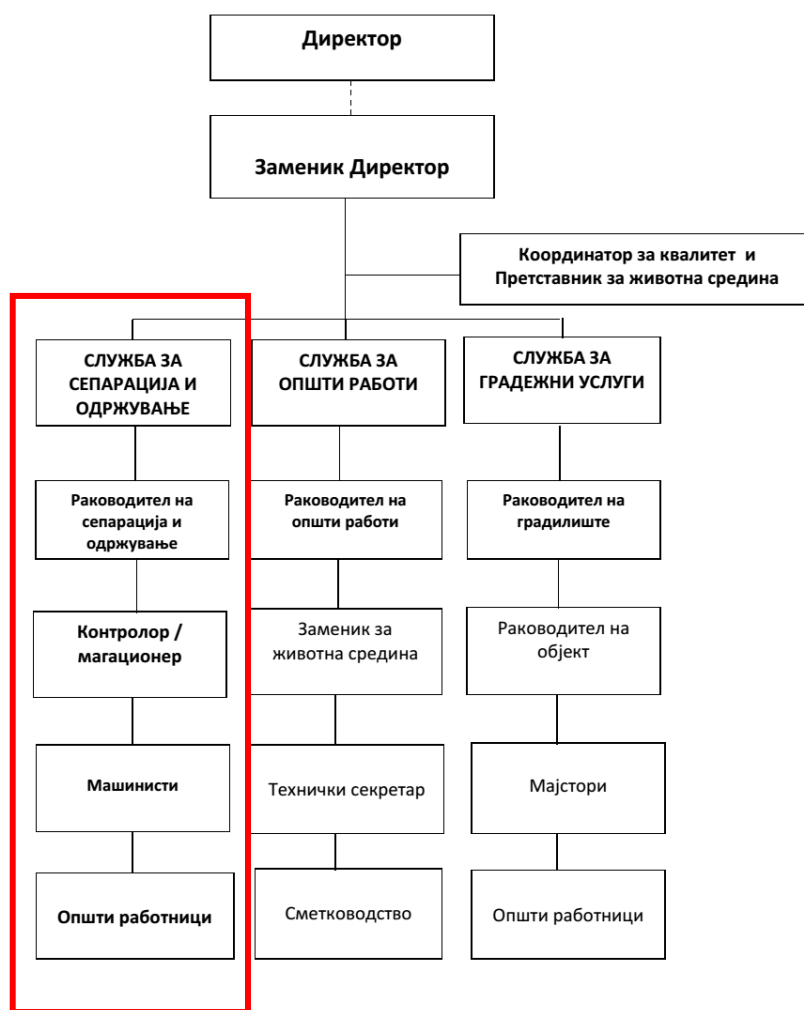 Директор
Заменик Директор
Координатор за квалитет и
Претставник за животна средина
СЛУЖБА ЗА
СЕПАРАЦИЈА И
ОДРЖУВАЊЕ
Раководител на
сепарација и
одржување
Контролор /
магационер
Машинисти
Општи работници
СЛУЖБА ЗА
ОПШТИ РАБОТИ
Раководител на
општи работи
Заменик за
животна средина
Технички секретар
Сметководство
СЛУЖБА ЗА
ГРАДЕЖНИ УСЛУГИ
Раководител на
градилиште
Раководител на
објект
Мајстори
Општи работници